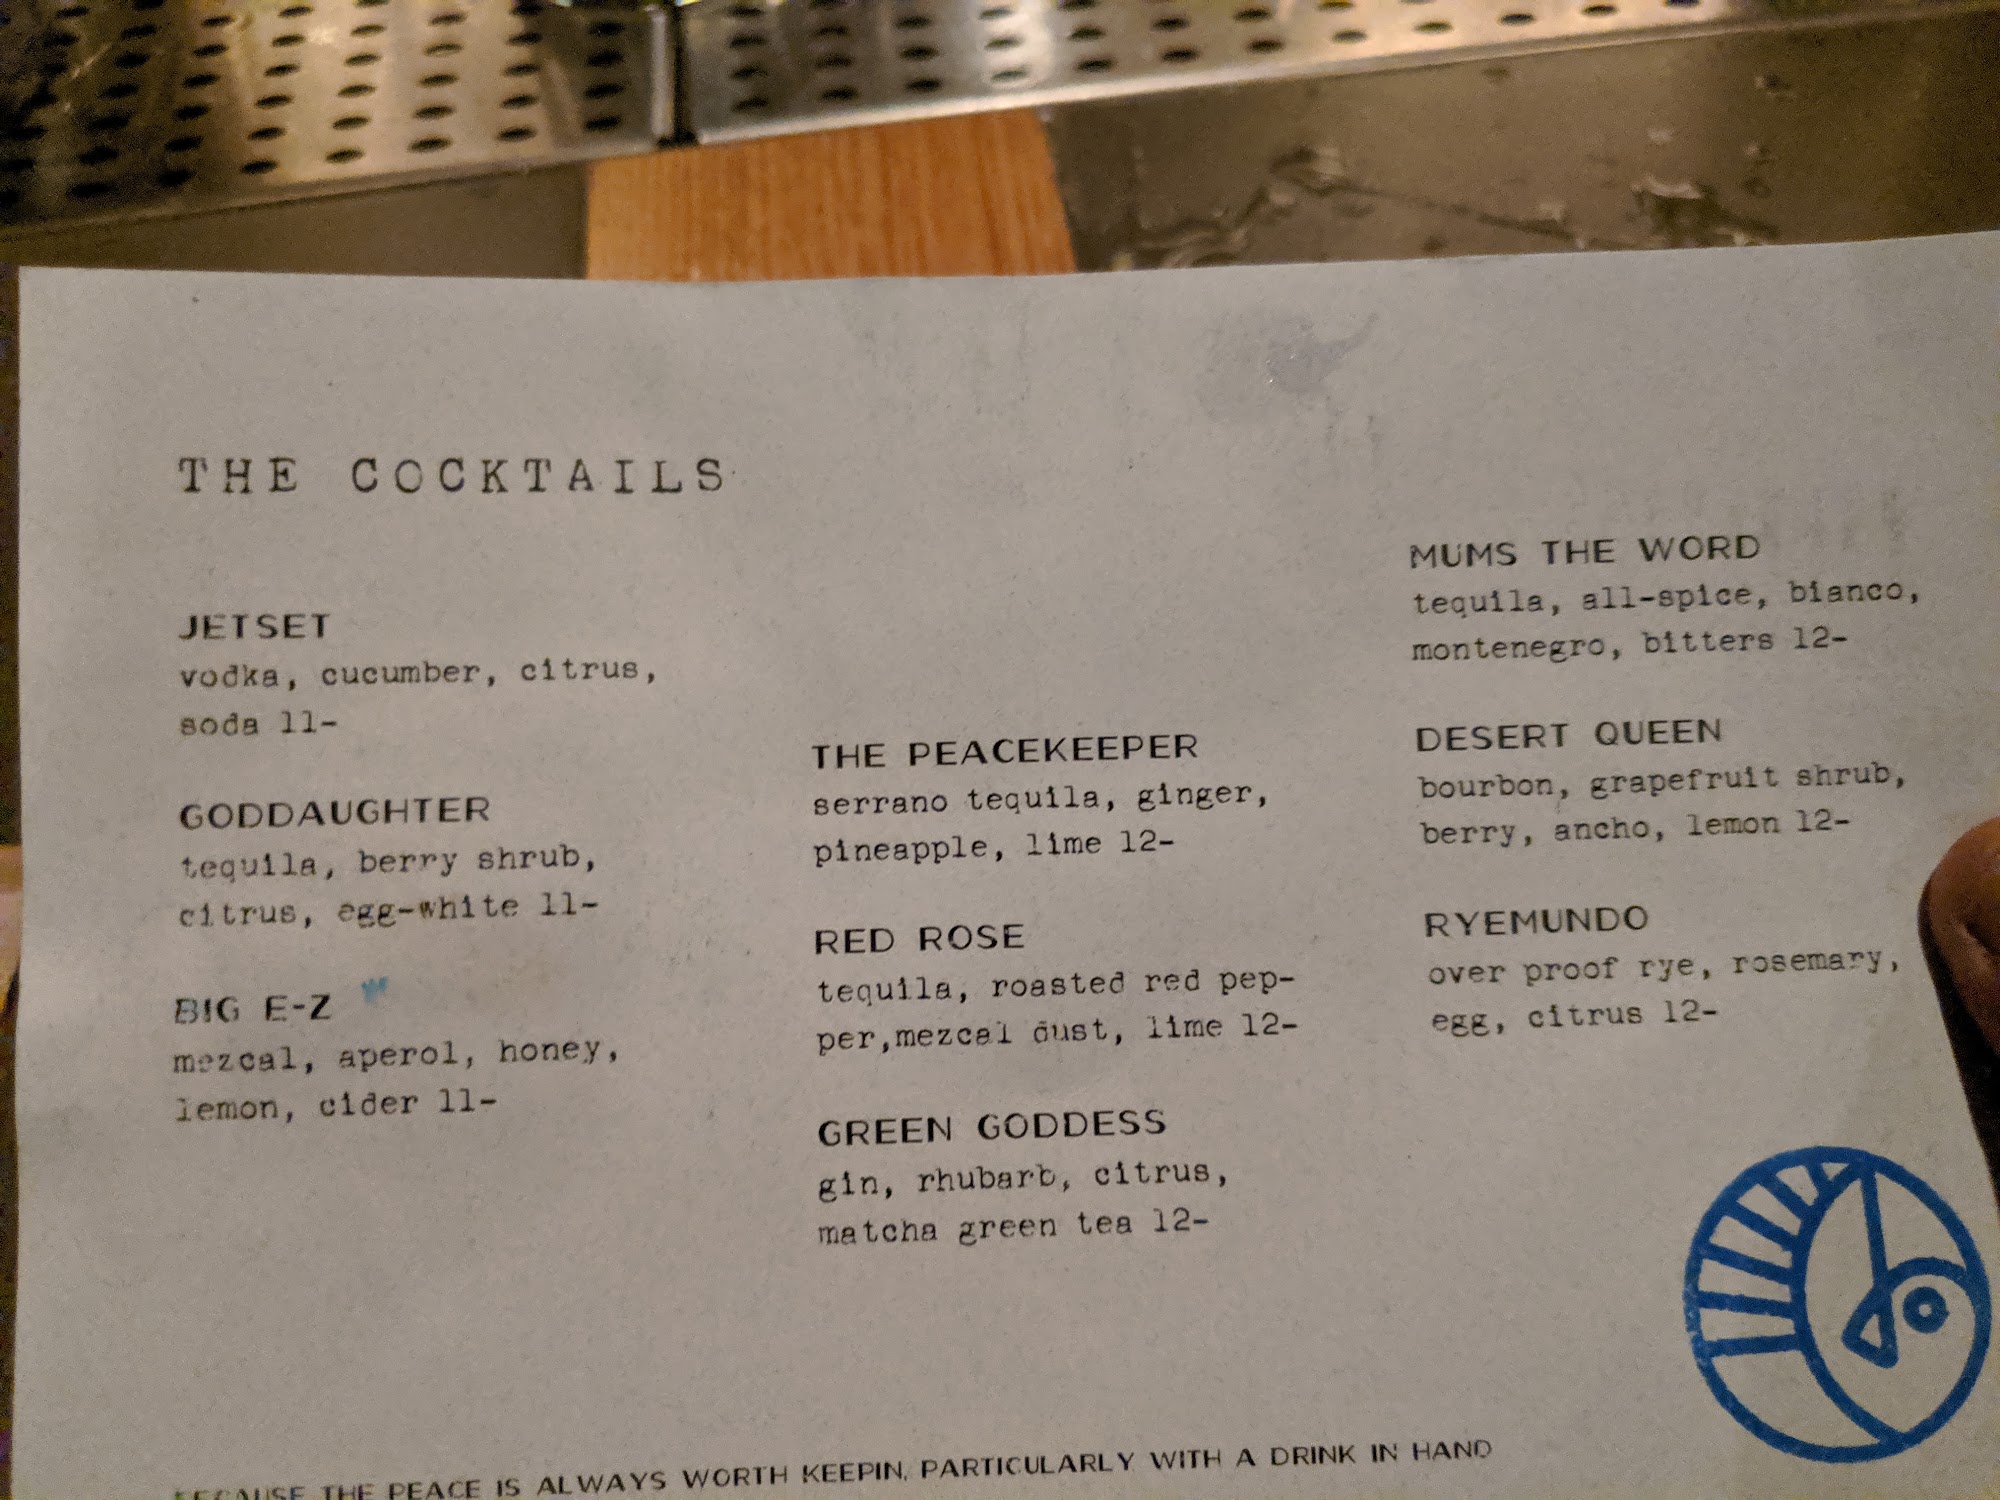 THE COCKTAILS
JETSET
vodka, cucumber, citrus,
soda 11-
GODDAUGHTER
tequila, berry shrub,
citrus, egg-white 11-
BIG E-Z
mezcal, aperol, honey,
lemon, cider 11-
THE PEACEKEEPER
serrano tequila, ginger,
pineapple, lime 12-
RED ROSE
tequila, roasted red pep-
per,mezcal dust, lime 12-
GREEN GODDESS
gin, rhubarb, citrus,
matcha green tea 12-
MUMS THE WORD
tequila, all-spice, bianco,
montenegro, bitters 12-
DESERT QUEEN
bourbon, grapefruit shrub,
berry, ancho, lemon 12-
RYEMUNDO
over proof rye, rosemary,
egg, citrus 12-
BECAUSE THE PEACE IS ALWAYS WORTH KEEPIN, PARTICULARLY WITH A DRINK IN HAND